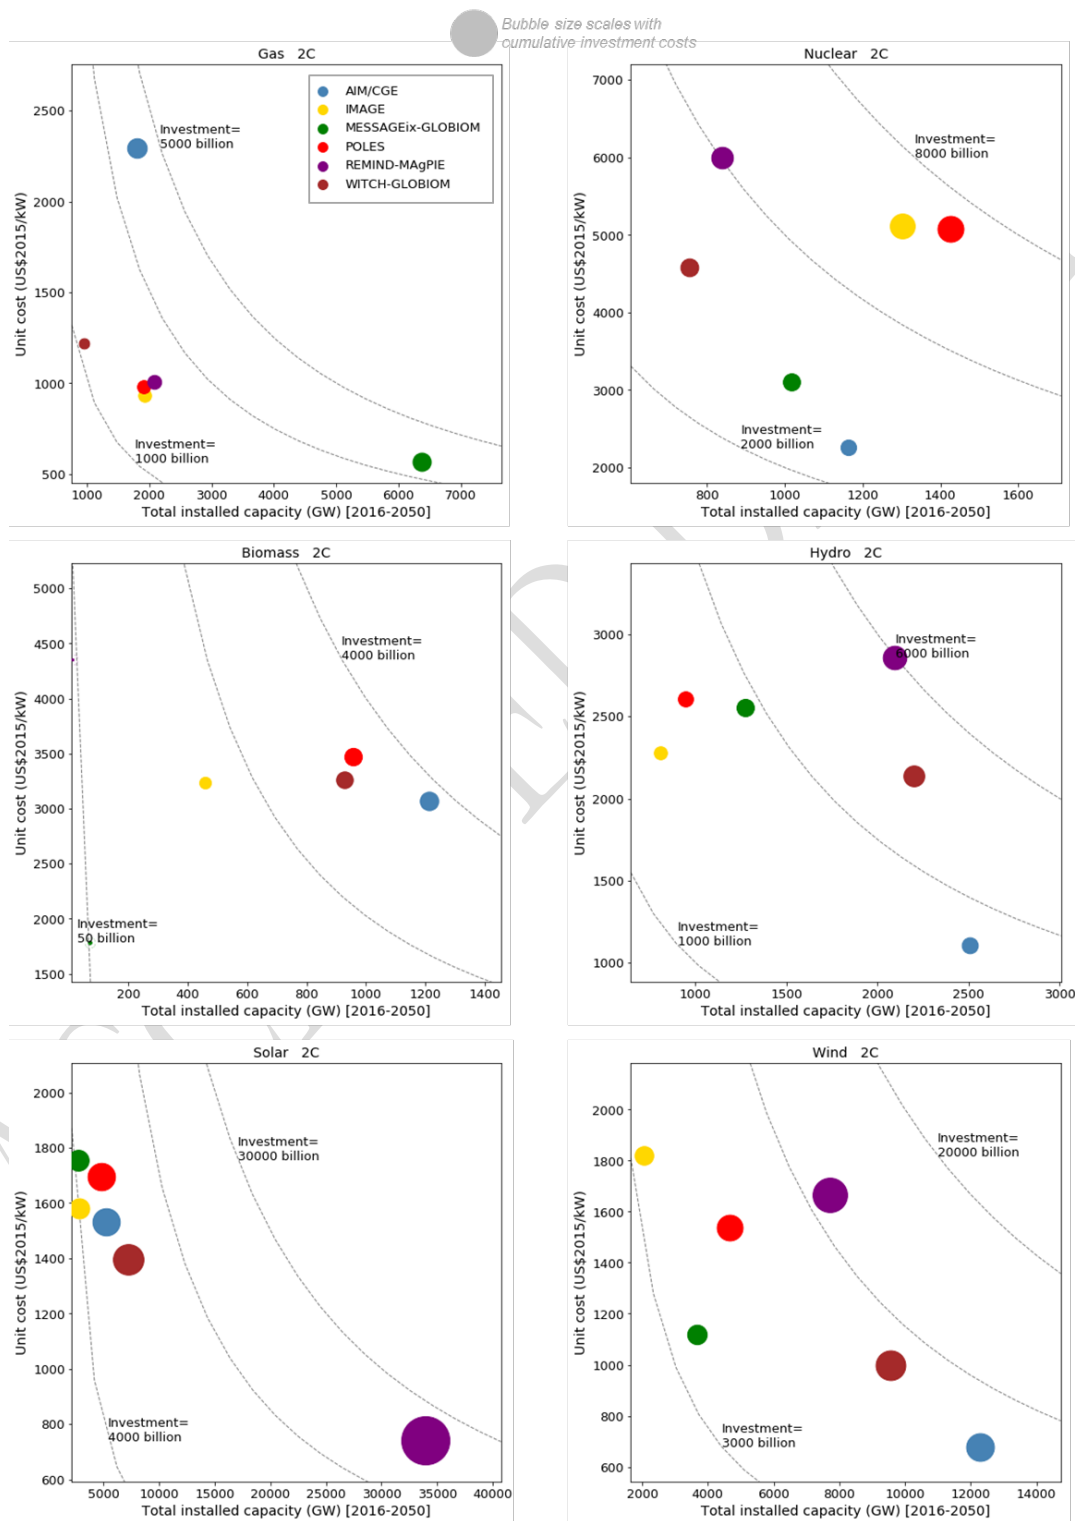 Bubble size scales with
cumulative investment costs
Gas 2C
Unit cost (US$2015/kW)
2500
2000
1500
1000
500
Investment=
5000 billion
AIM/CGE
IMAGE
MESSAGEix-GLOBIOM
POLES
REMIND-MAgPIE
WITCH-GLOBIOM
Investment=
1000 billion
1000 2000 3000 4000 5000 6000 7000
Total installed capacity (GW) [2016-2050]
Nuclear 2C
Unit cost (US$2015/kW)
7000
6000
5000
4000
3000
2000
Investment=
8000 billion
Investment=
2000 billion
800 1000 1200 1400 1600
Total installed capacity (GW) [2016-2050]
Biomass 2C
Unit cost (US$2015/kW)
5000
4500
4000
3500
3000
2500
2000
1500
Investment=
4000 billion
Investment=
50 billion
200 400 600 800 1000 1200 1400
Total installed capacity (GW) [2016-2050]
Hydro 2C
Unit cost (US$2015/kW)
3000
2500
2000
1500
1000
Investment=
6000 billion
Investment=
1000 billion
1000 1500 2000 2500 3000
Total installed capacity (GW) [2016-2050]
Solar 2C
Unit cost (US$2015/kW)
2000
1800
1600
1400
1200
1000
800
600
Investment=
30000 billion
Investment=
4000 billion
5000 10000 15000 20000 25000 30000 35000 40000
Total installed capacity (GW) [2016-2050]
Wind 2C
Unit cost (US$2015/kW)
2000
1800
1600
1400
1200
1000
800
600
Investment=
20000 billion
Investment=
3000 billion
2000 4000 6000 8000 10000 12000 14000
Total installed capacity (GW) [2016-2050]